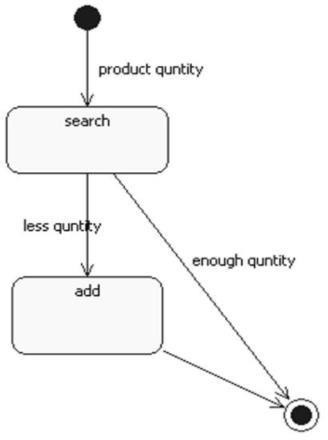 product quntity
search
less quntity
enough quntity
add